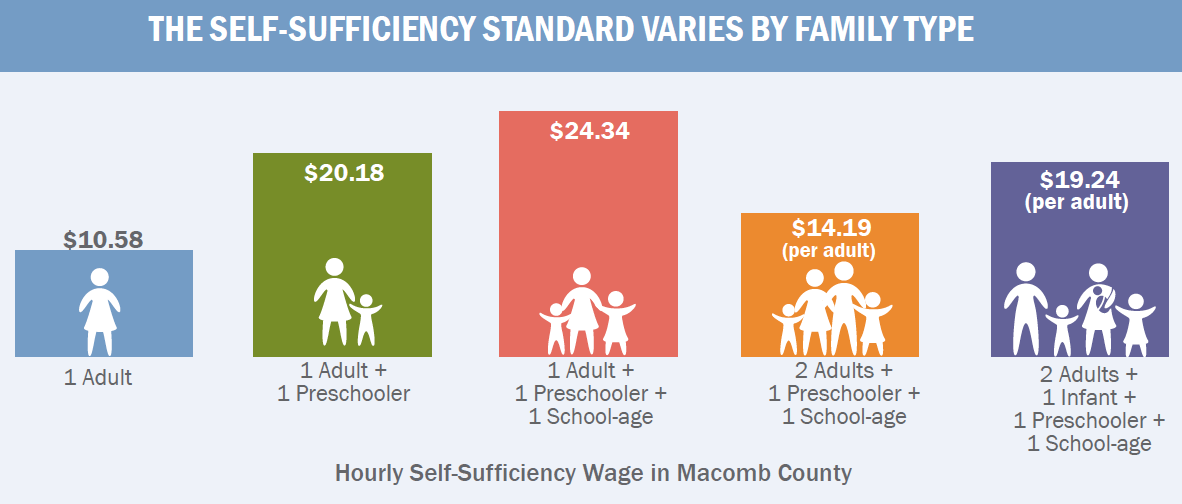 THE SELF-SUFFICIENCY STANDARD VARIES BY FAMILY TYPE
$10.58
1 Adult
$20.18
1 Adult +
1 Preschooler
$24.34
1 Adult +
1 Preschooler +
1 School-age
$14.19
(per adult)
2 Adults +
1 Preschooler +
1 School-age
$19.24
(per adult)
2 Adults +
1 Infant +
1 Preschooler +
1 School-age
Hourly Self-Sufficiency Wage in Macomb County